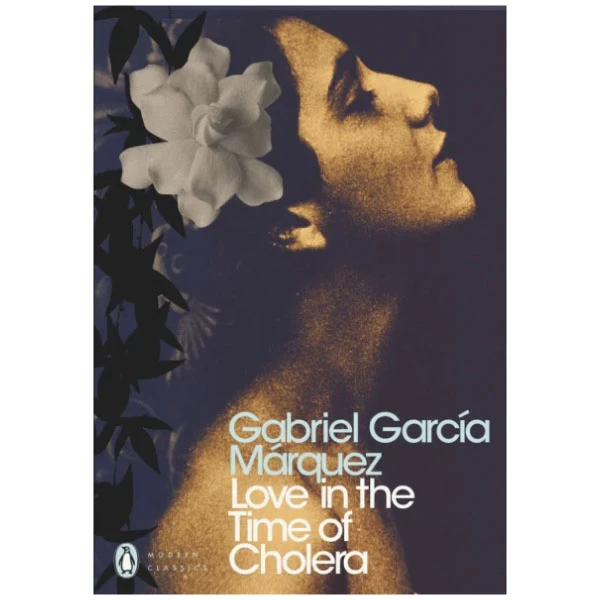 Gabriel García
Márquez
Love in the
Time of
Cholera
MODERN
CLASSICS